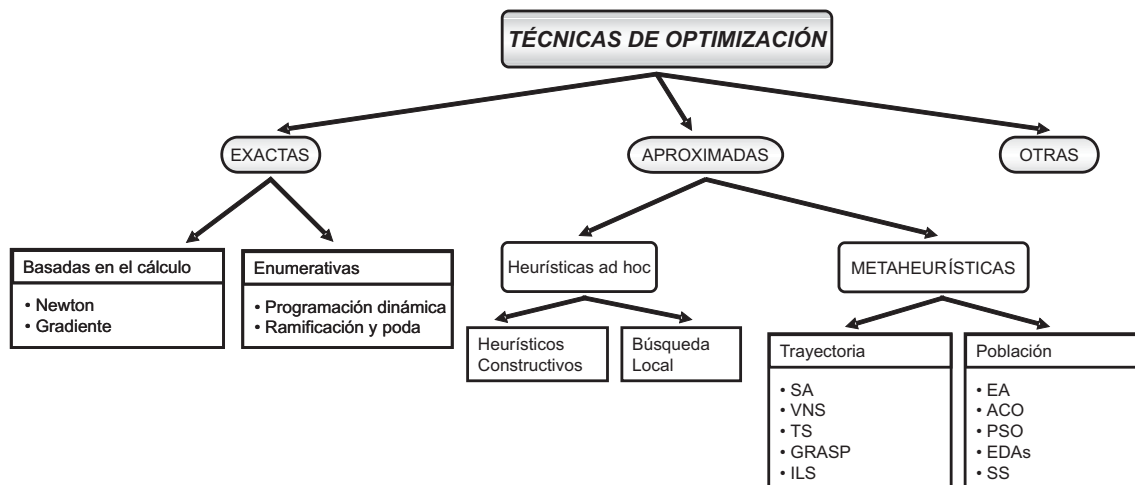 TÉCNICAS DE OPTIMIZACIÓN
EXACTAS
APROXIMADAS
OTRAS
Basadas en el cálculo
• Newton
• Gradiente
Enumerativas
• Programación dinámica
• Ramificación y poda
Heurísticas ad hoc
METAHEURÍSTICAS
Heurísticos
Constructivos
Búsqueda
Local
Trayectoria
• SA
• VNS
• TS
• GRASP
• ILS
Población
• EA
• ACO
• PSO
• EDAs
• SS